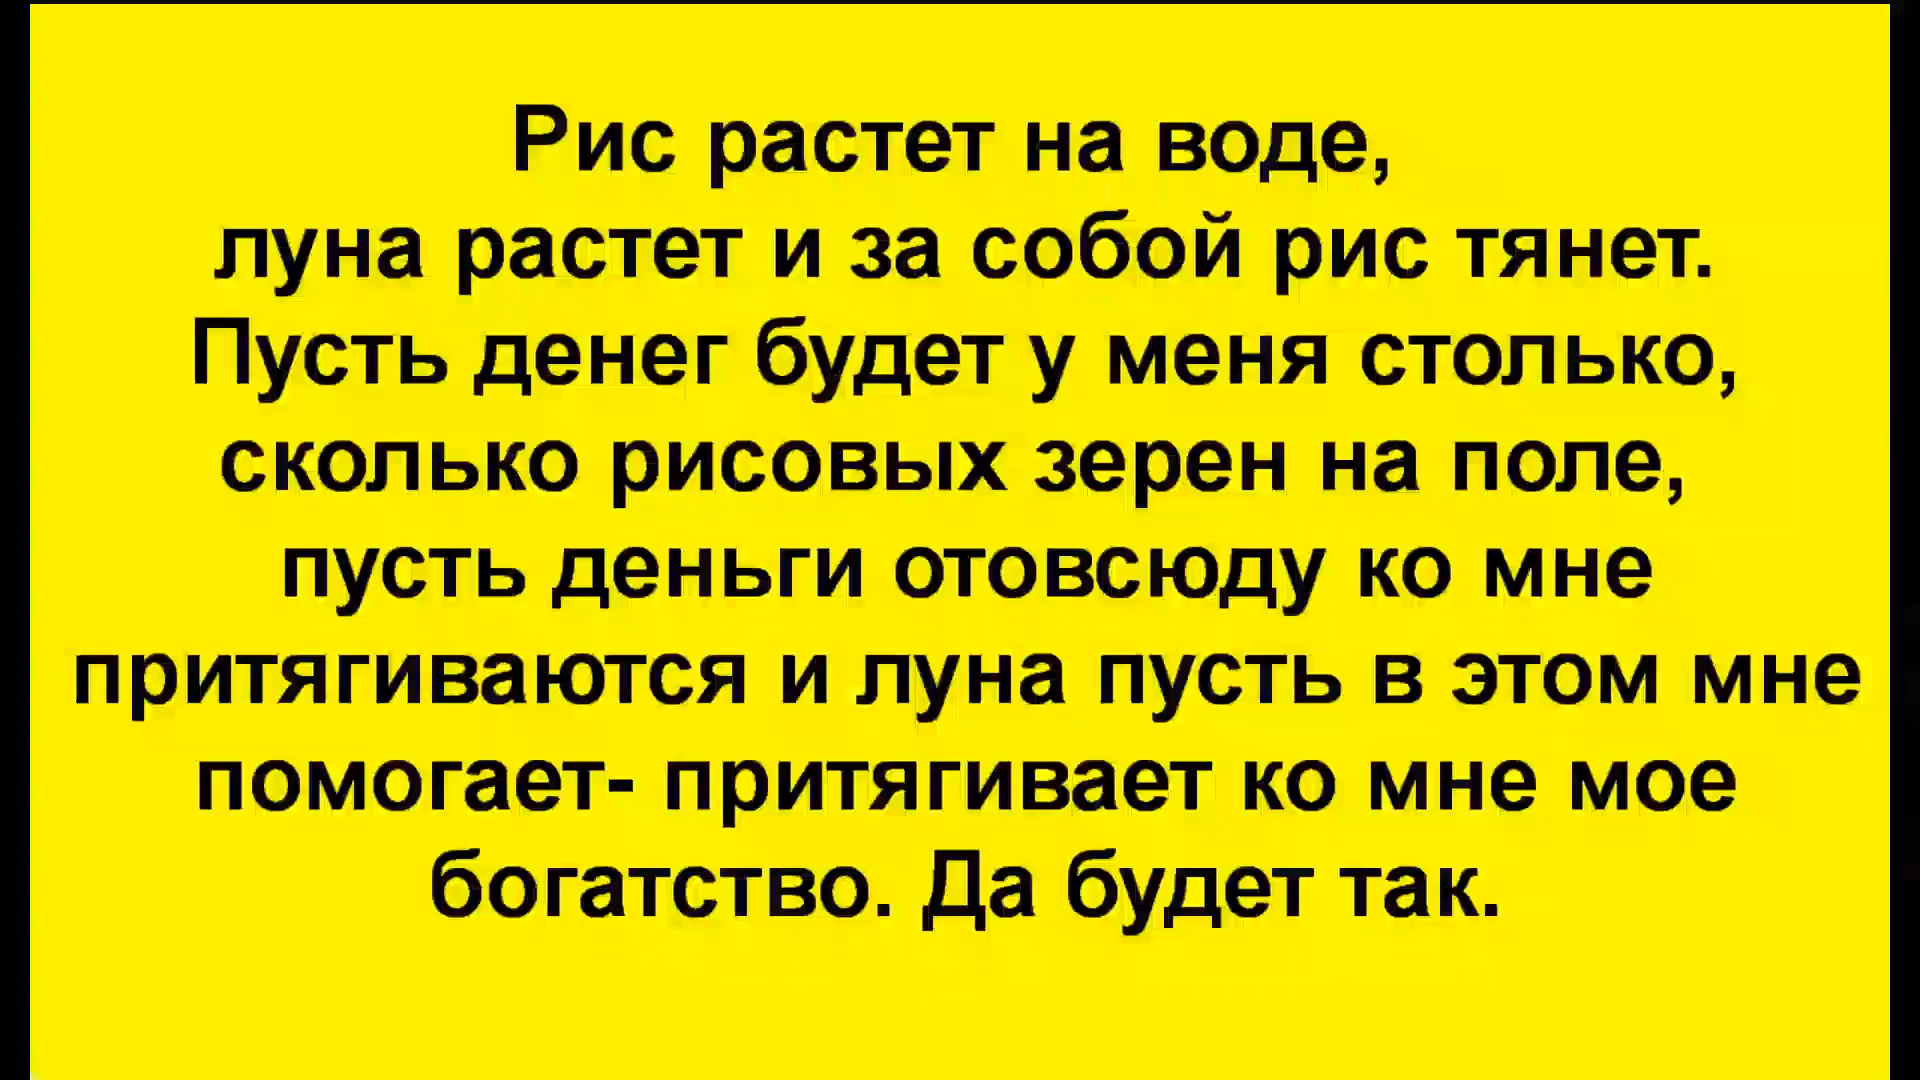 Рис растет на воде,
луна растет и за собой рис тянет.
Пусть денег будет у меня столько,
сколько рисовых зерен на поле,
пусть деньги отовсюду ко мне
притягиваются и луна пусть в этом мне
помогает- притягивает ко мне мое
богатство. Да будет так.